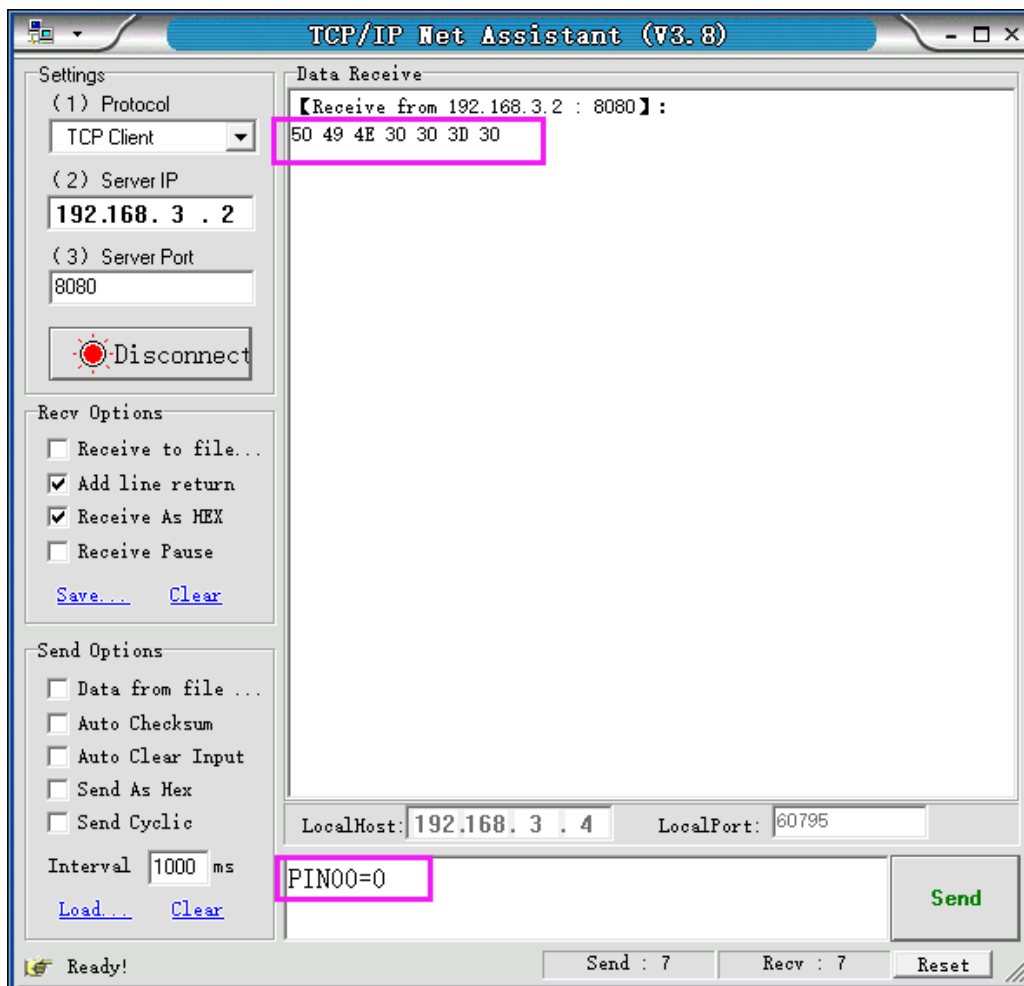 TCP/IP Net Assistant (V3.8)
Settings
(1) Protocol
TCP Client
(2) Server IP
192.168. 3 . 2
(3) Server Port
8080
Disconnect
Recv Options
Receive to file...
Add line return
Receive As HEX
Receive Pause
Save... Clear
Send Options
Data from file ...
Auto Checksum
Auto Clear Input
Send As Hex
Send Cyclic
Interval 1000 ms
Load... Clear
Data Receive
【Receive from 192.168.3.2 : 8080】:
50 49 4E 30 30 3D 30
LocalHost: 192.168. 3 . 4 LocalPort: 60795
PIN00=0
Send
Ready! Send : 7 Recv : 7 Reset